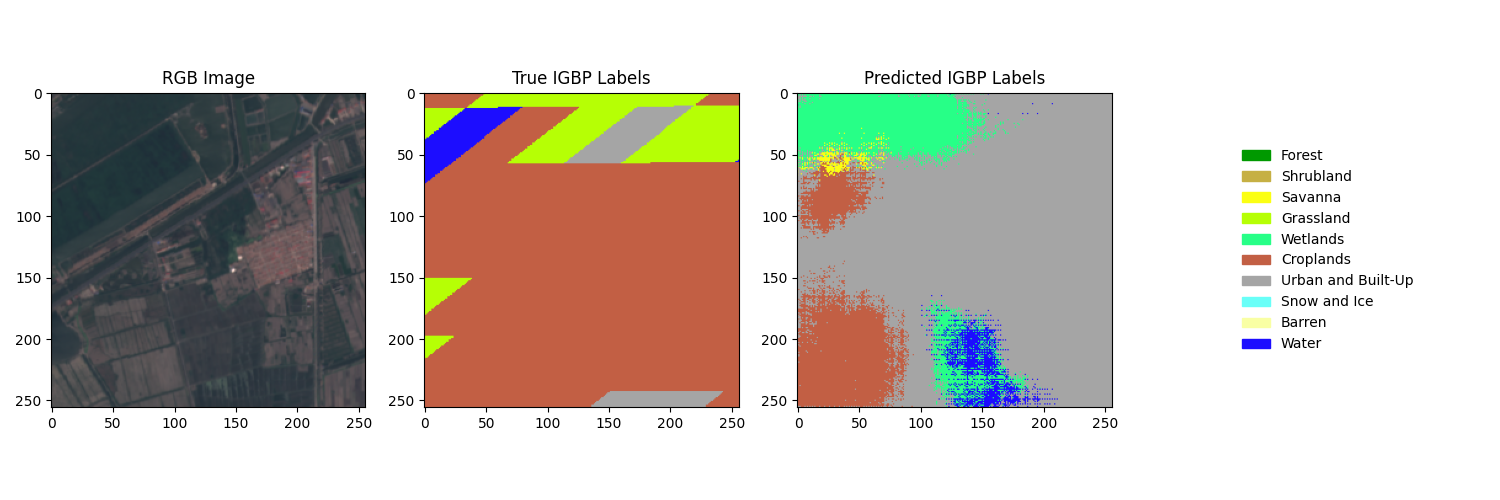 RGB Image
True IGBP Labels
Predicted IGBP Labels
0
50
100
150
200
250
0 50 100 150 200 250
0
50
100
150
200
250
0 50 100 150 200 250
0
50
100
150
200
250
0 50 100 150 200 250
Forest
Shrubland
Savanna
Grassland
Wetlands
Croplands
Urban and Built-Up
Snow and Ice
Barren
Water